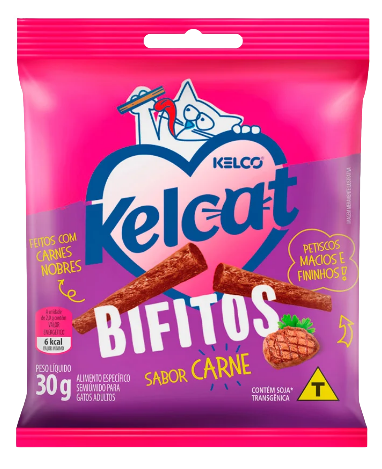 KELCO®
Kelcat
FEITOS COM
CARNES
NOBRES
PETISCOS
MACIOS E
FININHOS!
BIFITOS
SABOR CARNE
6 kcal
PESO LÍQUIDO
30g
ALIMENTO ESPECÍFICO
SEMIÚMIDO PARA
GATOS ADULTOS
CONTÉM SOJA*
TRANSGÊNICA
T